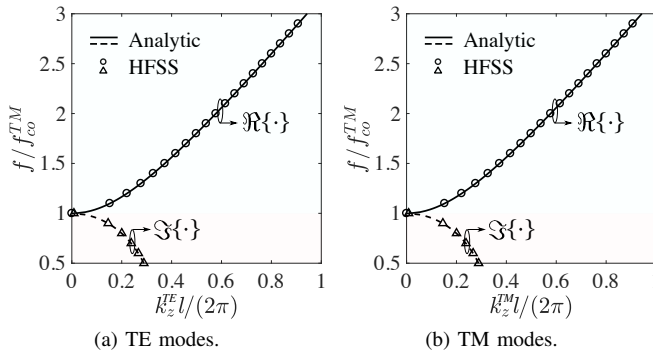 3
2.5
2
1.5
1
0.5
f/f_{co}^{TM}
Analytic
HFSS
ℜ{·}
ℑ{·}
0 0.2 0.4 0.6 0.8 1
k_z^{TE}l/(2π)
(a) TE modes.
3
2.5
2
1.5
1
0.5
f/f_{co}^{TM}
Analytic
HFSS
ℜ{·}
ℑ{·}
0 0.2 0.4 0.6 0.8
k_z^{TM}l/(2π)
(b) TM modes.